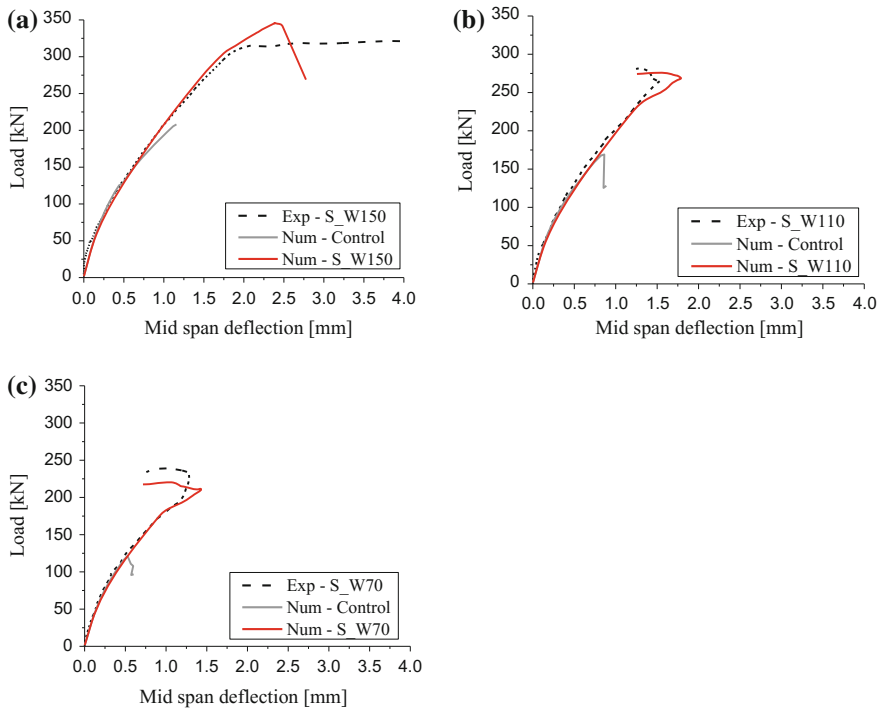 (a)
350
300
250
200
150
100
50
0
Load [kN]
0.0 0.5 1.0 1.5 2.0 2.5 3.0 3.5 4.0
Mid span deflection [mm]
Exp - S_W150
Num - Control
Num - S_W150
(b)
350
300
250
200
150
100
50
0
Load [kN]
0.0 0.5 1.0 1.5 2.0 2.5 3.0 3.5 4.0
Mid span deflection [mm]
Exp - S_W110
Num - Control
Num - S_W110
(c)
350
300
250
200
150
100
50
0
Load [kN]
0.0 0.5 1.0 1.5 2.0 2.5 3.0 3.5 4.0
Mid span deflection [mm]
Exp - S_W70
Num - Control
Num - S_W70